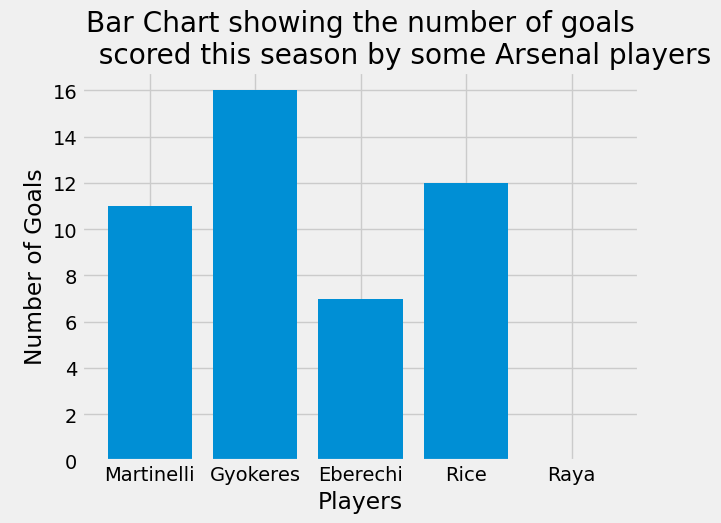 Bar Chart showing the number of goals
scored this season by some Arsenal players
Number of Goals
16
14
12
10
8
6
4
2
0
Martinelli Gyokeres Eberechi Rice Raya
Players